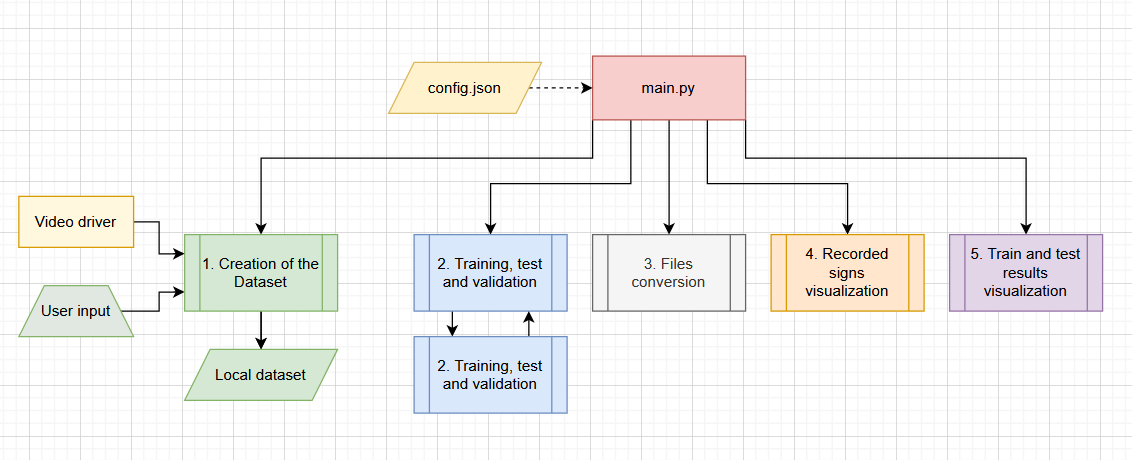 config.json
main.py
Video driver
User input
1. Creation of the
Dataset
Local dataset
2. Training, test
and validation
2. Training, test
and validation
3. Files
conversion
4. Recorded
signs
visualization
5. Train and test
results
visualization